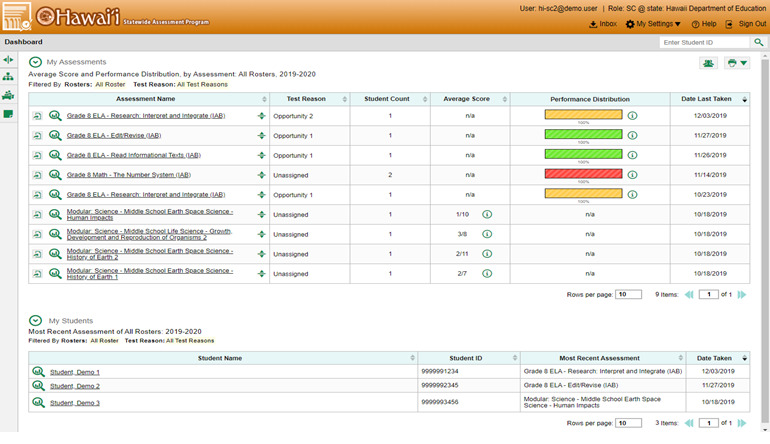 User: hi-sc2@demo.user | Role: SC @ state: Hawaii Department of Education
Hawai'i Statewide Assessment Program
Inbox My Settings Help Sign Out
Dashboard Enter Student ID
My Assessments
Average Score and Performance Distribution, by Assessment: All Rosters, 2019-2020
Filtered By Rosters: All Roster Test Reason: All Test Reasons
Assessment Name Test Reason Student Count Average Score Performance Distribution Date Last Taken
Grade 8 ELA - Research: Interpret and Integrate (IAB) Opportunity 2 1 n/a 100% 12/03/2019
Grade 8 ELA - Edit/Revise (IAB) Opportunity 1 1 n/a 100% 11/27/2019
Grade 8 ELA - Read Informational Texts (IAB) Opportunity 1 1 n/a 100% 11/26/2019
Grade 8 Math - The Number System (IAB) Unassigned 2 n/a 100% 11/14/2019
Grade 8 ELA - Research: Interpret and Integrate (IAB) Opportunity 1 1 n/a 100% 10/23/2019
Modular: Science - Middle School Earth Space Science -
Human Impacts Unassigned 1 1/10 n/a 10/18/2019
Modular: Science - Middle School Life Science - Growth,
Development and Reproduction of Organisms 2 Unassigned 1 3/8 n/a 10/18/2019
Modular: Science - Middle School Earth Space Science -
History of Earth 2 Unassigned 1 2/11 n/a 10/18/2019
Modular: Science - Middle School Earth Space Science -
History of Earth 1 Unassigned 1 2/7 n/a 10/18/2019
Rows per page: 10 9 Items: 1 of 1
My Students
Most Recent Assessment of All Rosters: 2019-2020
Filtered By Rosters: All Roster Test Reason: All Test Reasons
Student Name Student ID Most Recent Assessment Date Taken
Student, Demo 1 9999991234 Grade 8 ELA - Research: Interpret and Integrate (IAB) 12/03/2019
Student, Demo 2 9999992345 Grade 8 ELA - Edit/Revise (IAB) 11/27/2019
Student, Demo 3 9999993456 Modular: Science - Middle School Earth Space
Science - Human Impacts 10/18/2019
Rows per page: 10 3 Items: 1 of 1